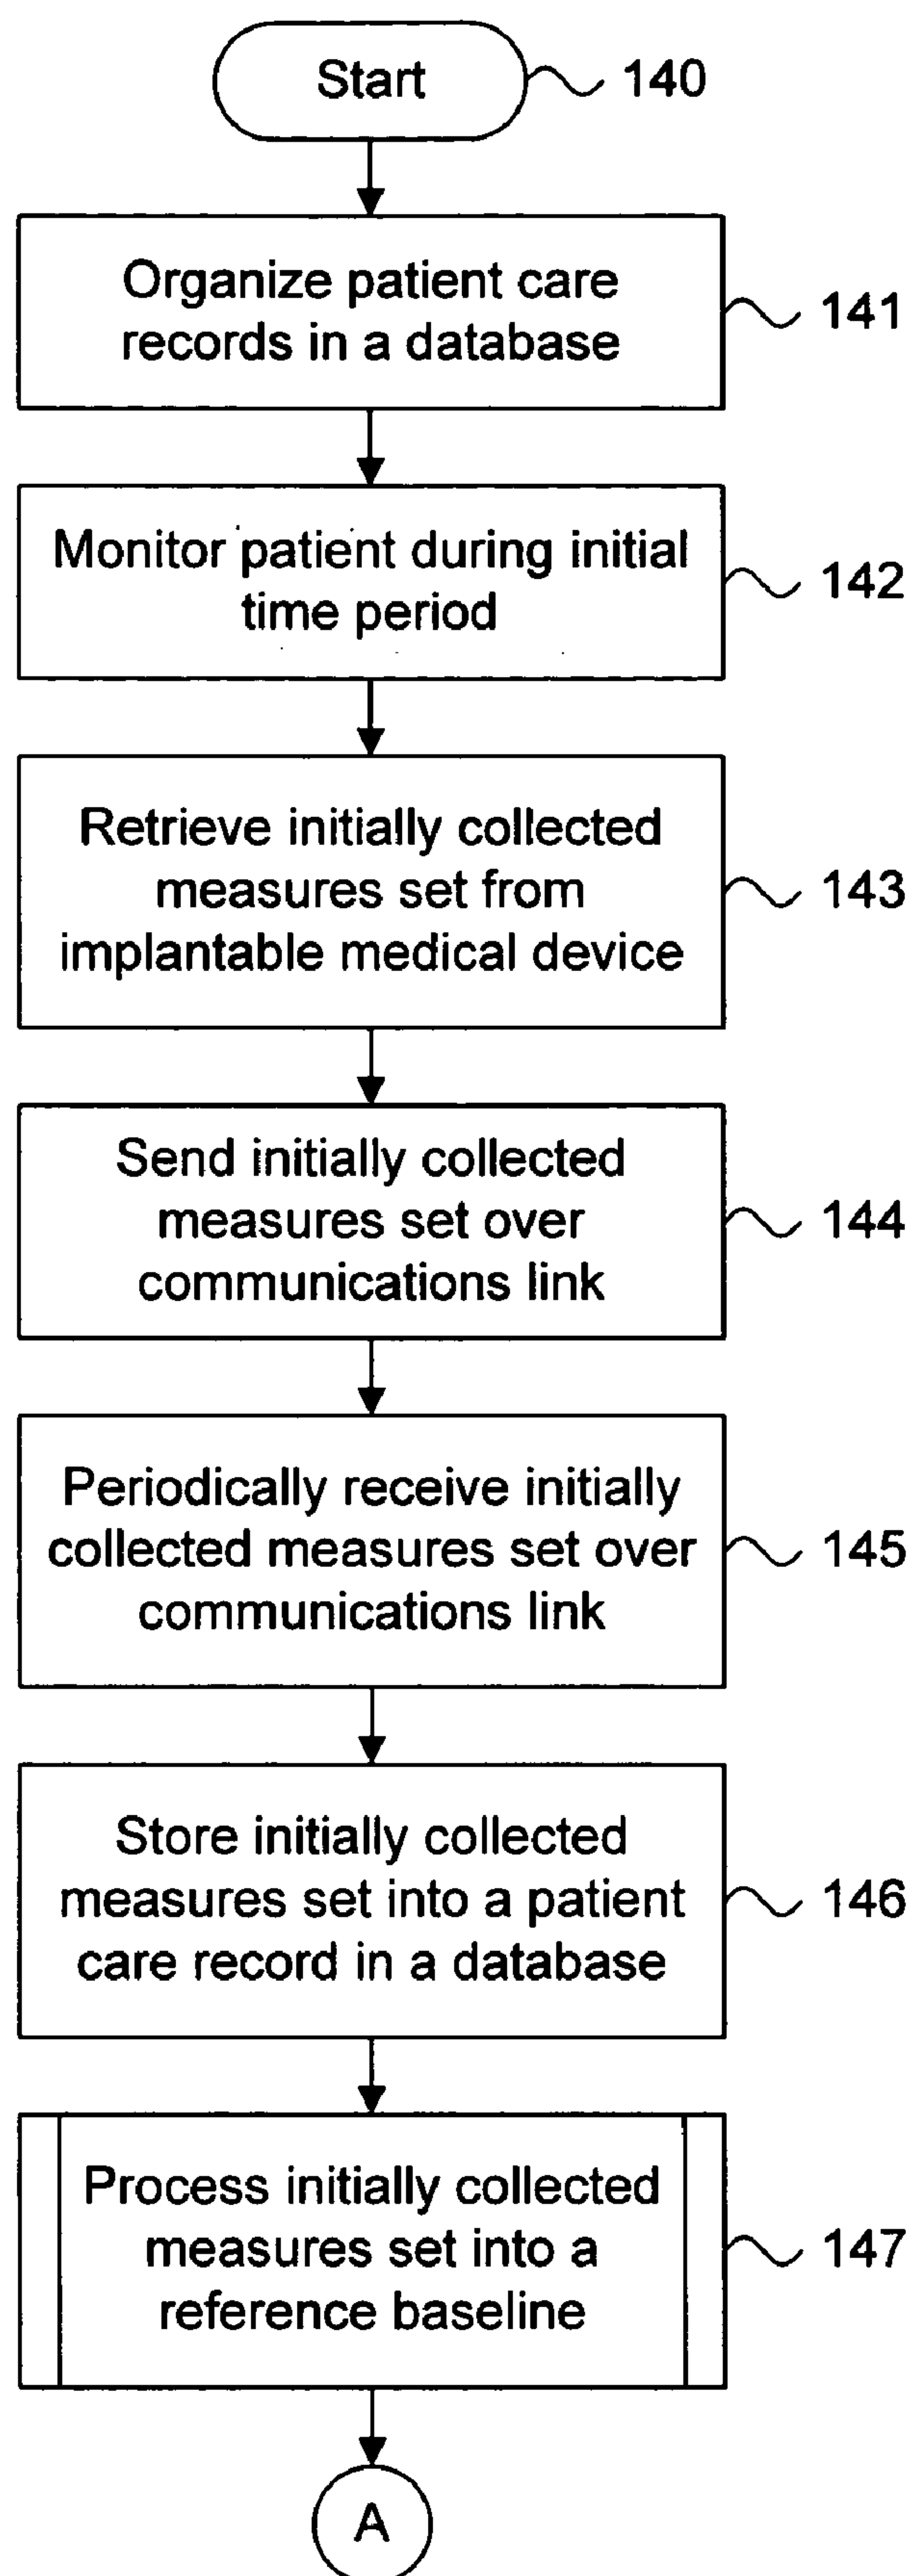 Start
140
Organize patient care
records in a database
141
Monitor patient during initial
time period
142
Retrieve initially collected
measures set from
implantable medical device
143
Send initially collected
measures set over
communications link
144
Periodically receive initially
collected measures set over
communications link
145
Store initially collected
measures set into a patient
care record in a database
146
Process initially collected
measures set into a
reference baseline
147
A